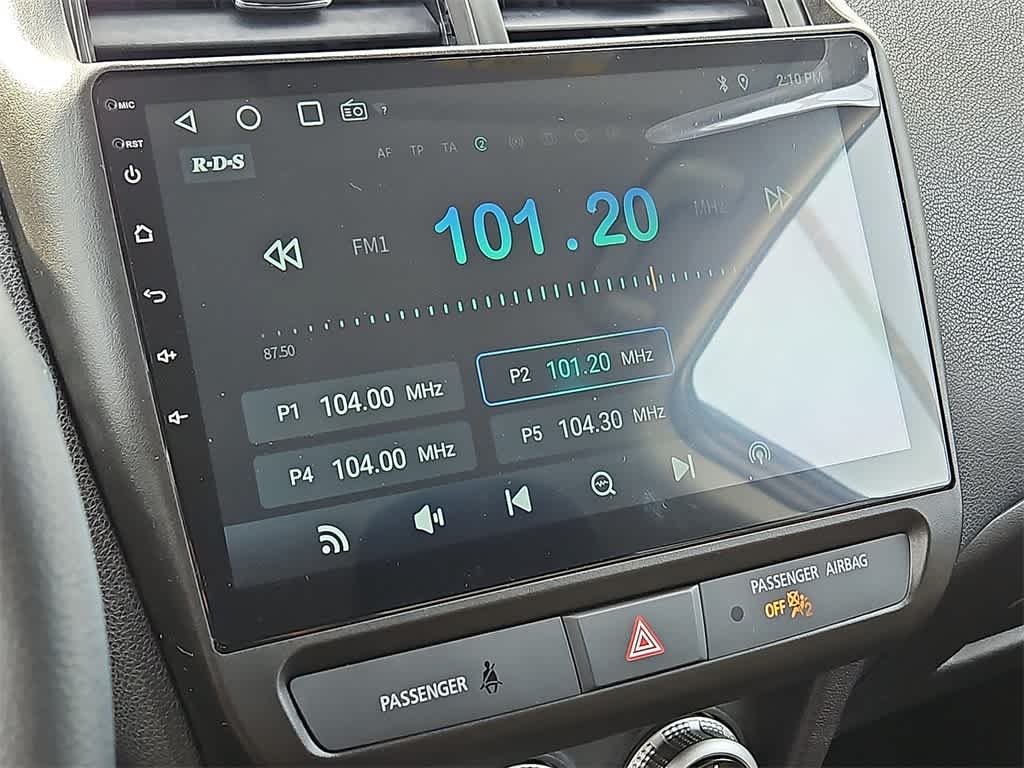 MIC
2:10 PM
RST
AF TP TA
R·D·S
FM1 101.20 MHz
87.50
P1 104.00 MHz
P2 101.20 MHz
P4 104.00 MHz
P5 104.30 MHz
PASSENGER AIRBAG
OFF 2
PASSENGER